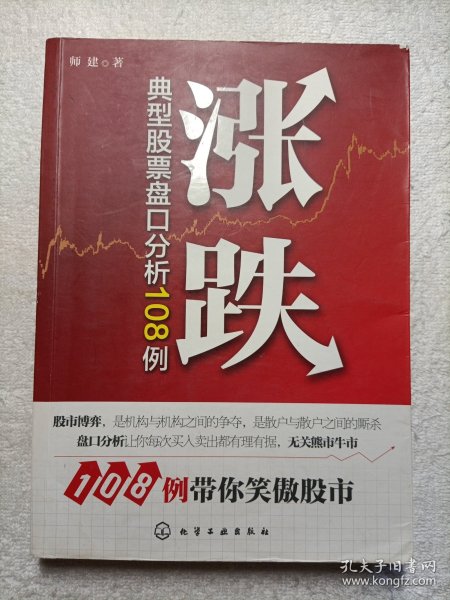 师建◎著
涨跌
典型股票盘口分析108例
股市博弈，是机构与机构之间的争夺，是散户与散户之间的厮杀
盘口分析让你每次买入卖出都有理有据，无关熊市牛市
108例带你笑傲股市
化学工业出版社
孔夫子旧书网
www.kongfz.com